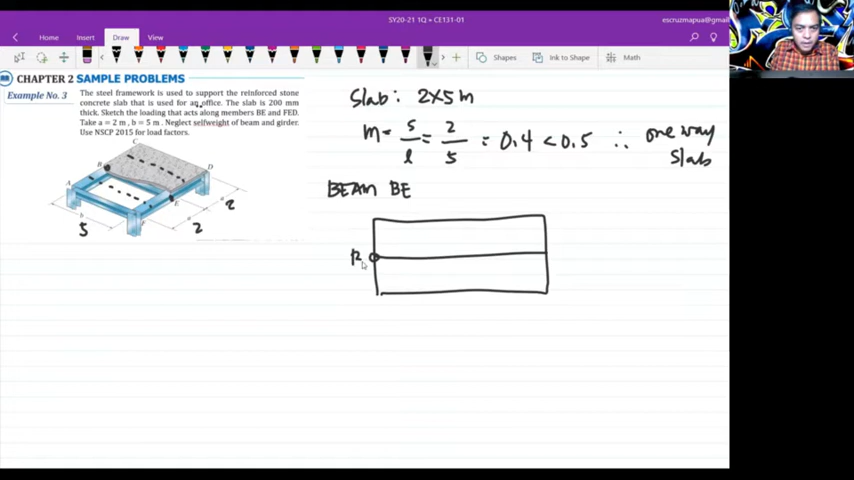 SY20-21 1Q » CE131-01
escruzmapua@gmail
Home Insert Draw View
Shapes Ink to Shape Math
CHAPTER 2 SAMPLE PROBLEMS
Example No. 3
The steel framework is used to support the reinforced stone
concrete slab that is used for an office. The slab is 200 mm
thick. Sketch the loading that acts along members BE and FED.
Take a = 2 m, b = 5 m. Neglect selfweight of beam and girder.
Use NSCP 2015 for load factors.
C
B
D
A
a
2
E
b
F
a
5
2
Slab: 2x5 m
m = s/l = 2/5 = 0.4 < 0.5 ∴ one way
slab
BEAM BE